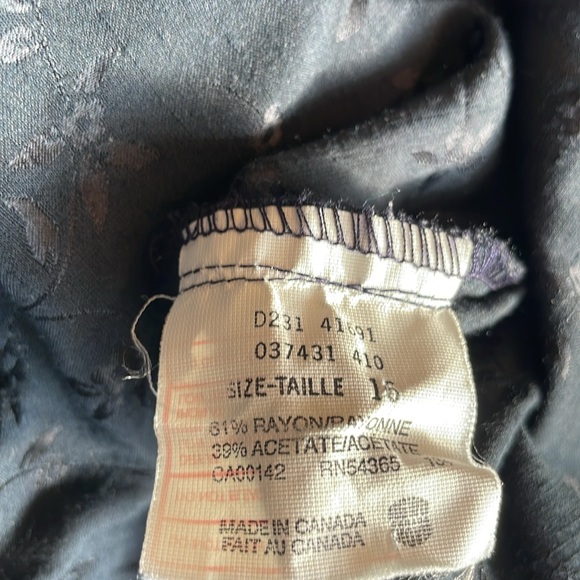 D231 41691
037431 410
SIZE-TAILLE 16
61% RAYON/RAYONNE
39% ACETATE/ACETATE
CA00142 RN54365
MADE IN CANADA
FAIT AU CANADA